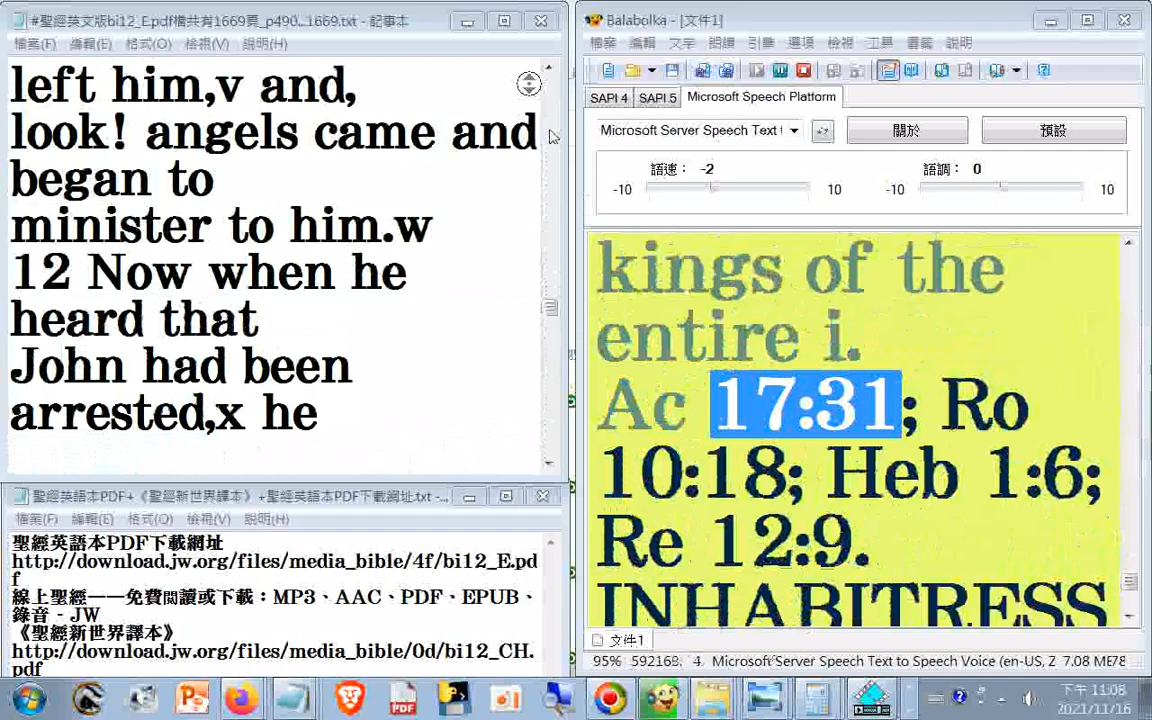 #聖經英文版bi12_E.pdf檔共有1669頁_p490..1669.txt - 記事本
檔案(F) 編輯(E) 格式(O) 檢視(V) 說明(H)
left him,v and,
look! angels came and
began to
minister to him.w
12 Now when he
heard that
John had been
arrested,x he
聖經英語本PDF+《聖經新世界譯本》+聖經英語本PDF下載網址.txt -...
檔案(F) 編輯(E) 格式(O) 檢視(V) 說明(H)
聖經英語本PDF下載網址
http://download.jw.org/files/media_bible/4f/bi12_E.pd
f
線上聖經——免費閱讀或下載：MP3、AAC、PDF、EPUB、
錄音 - JW
《聖經新世界譯本》
http://download.jw.org/files/media_bible/0d/bi12_CH.
pdf
Balabolka - [文件1]
檔案 編輯 文字 朗讀 引擎 選項 檢視 工具 書籤 說明
SAPI 4 SAPI 5 Microsoft Speech Platform
Microsoft Server Speech Text 關於 預設
語速： -2 語調： 0
-10 10 -10 10
kings of the
entire i.
Ac 17:31; Ro
10:18; Heb 1:6;
Re 12:9.
INHABITRESS
文件1
95% 592168. 4. Microsoft Server Speech Text to Speech Voice (en-US, Z 7.08 ME78
下午 11:08
2021/11/16